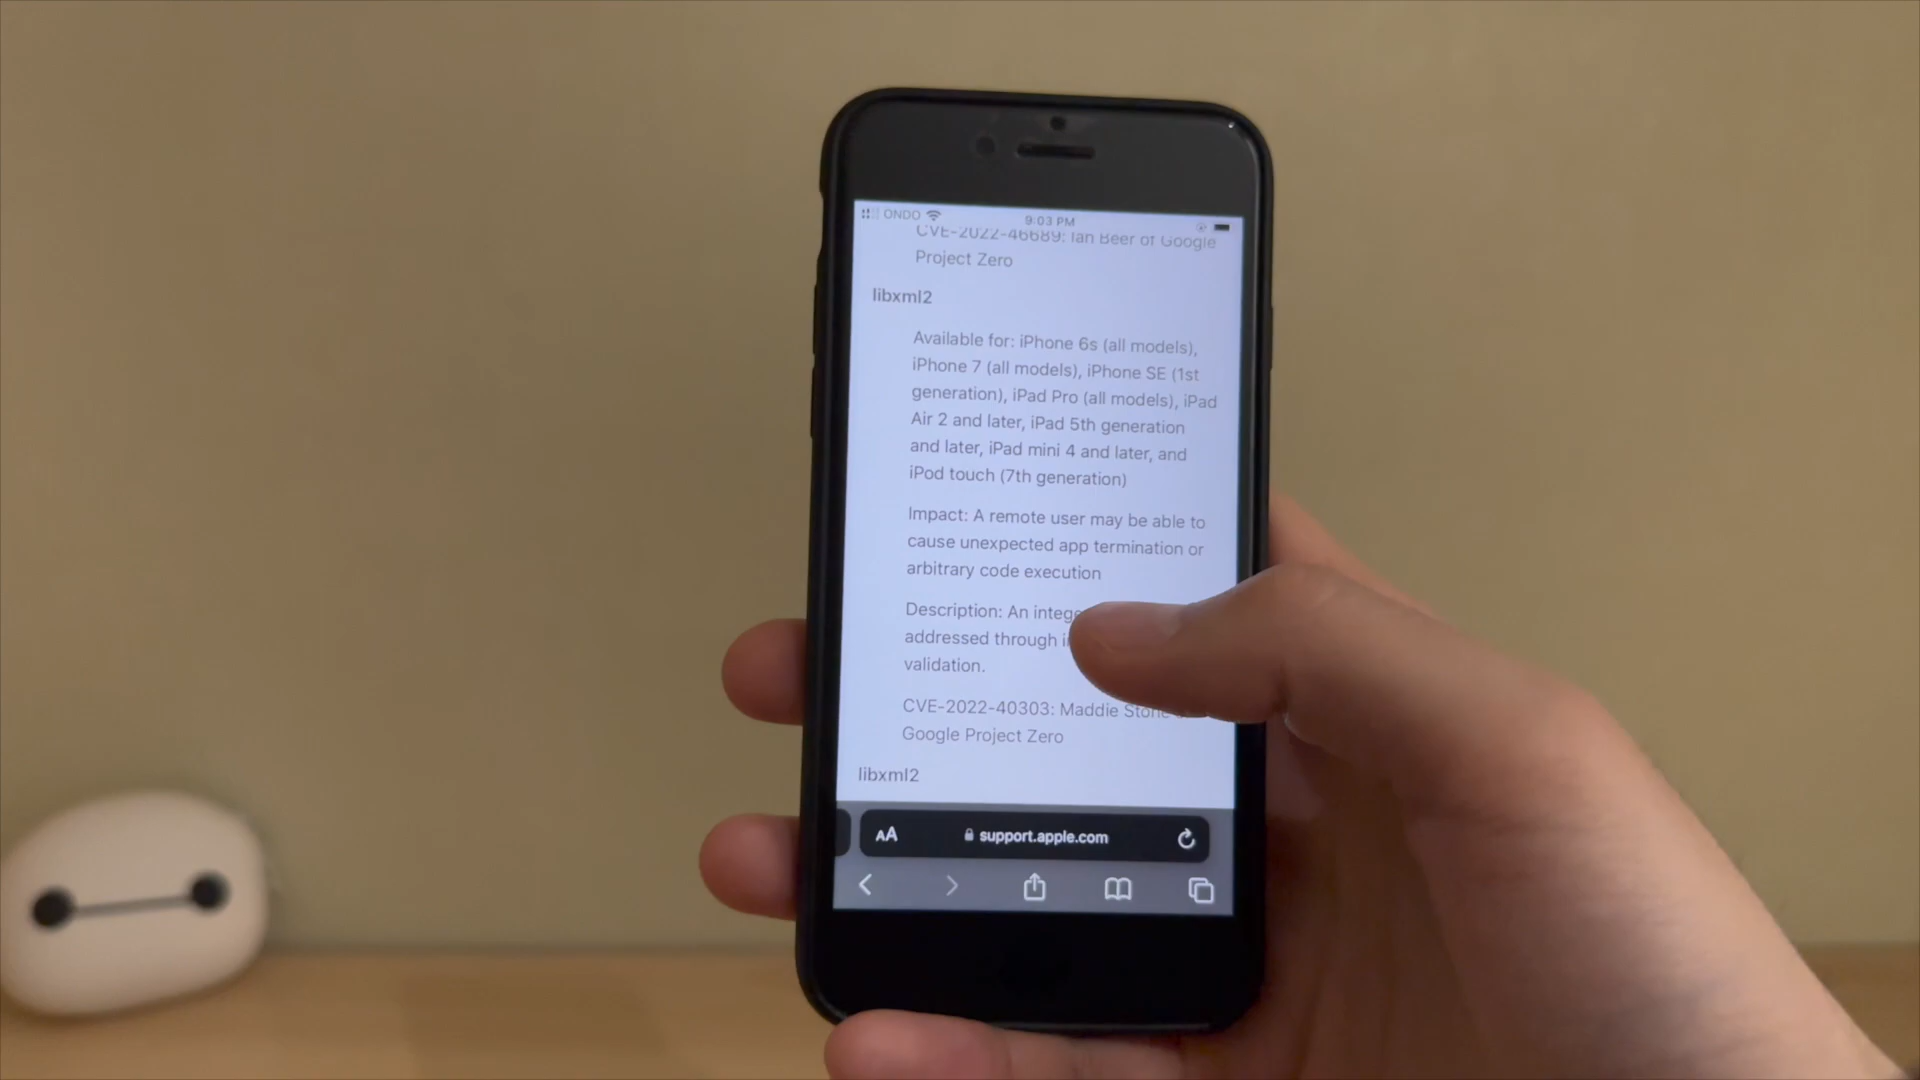 ONDO
9:03 PM
CVE-2022-46689: Ian Beer of Google
Project Zero
libxml2
Available for: iPhone 6s (all models),
iPhone 7 (all models), iPhone SE (1st
generation), iPad Pro (all models), iPad
Air 2 and later, iPad 5th generation
and later, iPad mini 4 and later, and
iPod touch (7th generation)
Impact: A remote user may be able to
cause unexpected app termination or
arbitrary code execution
Description: An
addressed through
validation.
CVE-2022-40303: Maddie Stone
Google Project Zero
libxml2
AA
support.apple.com